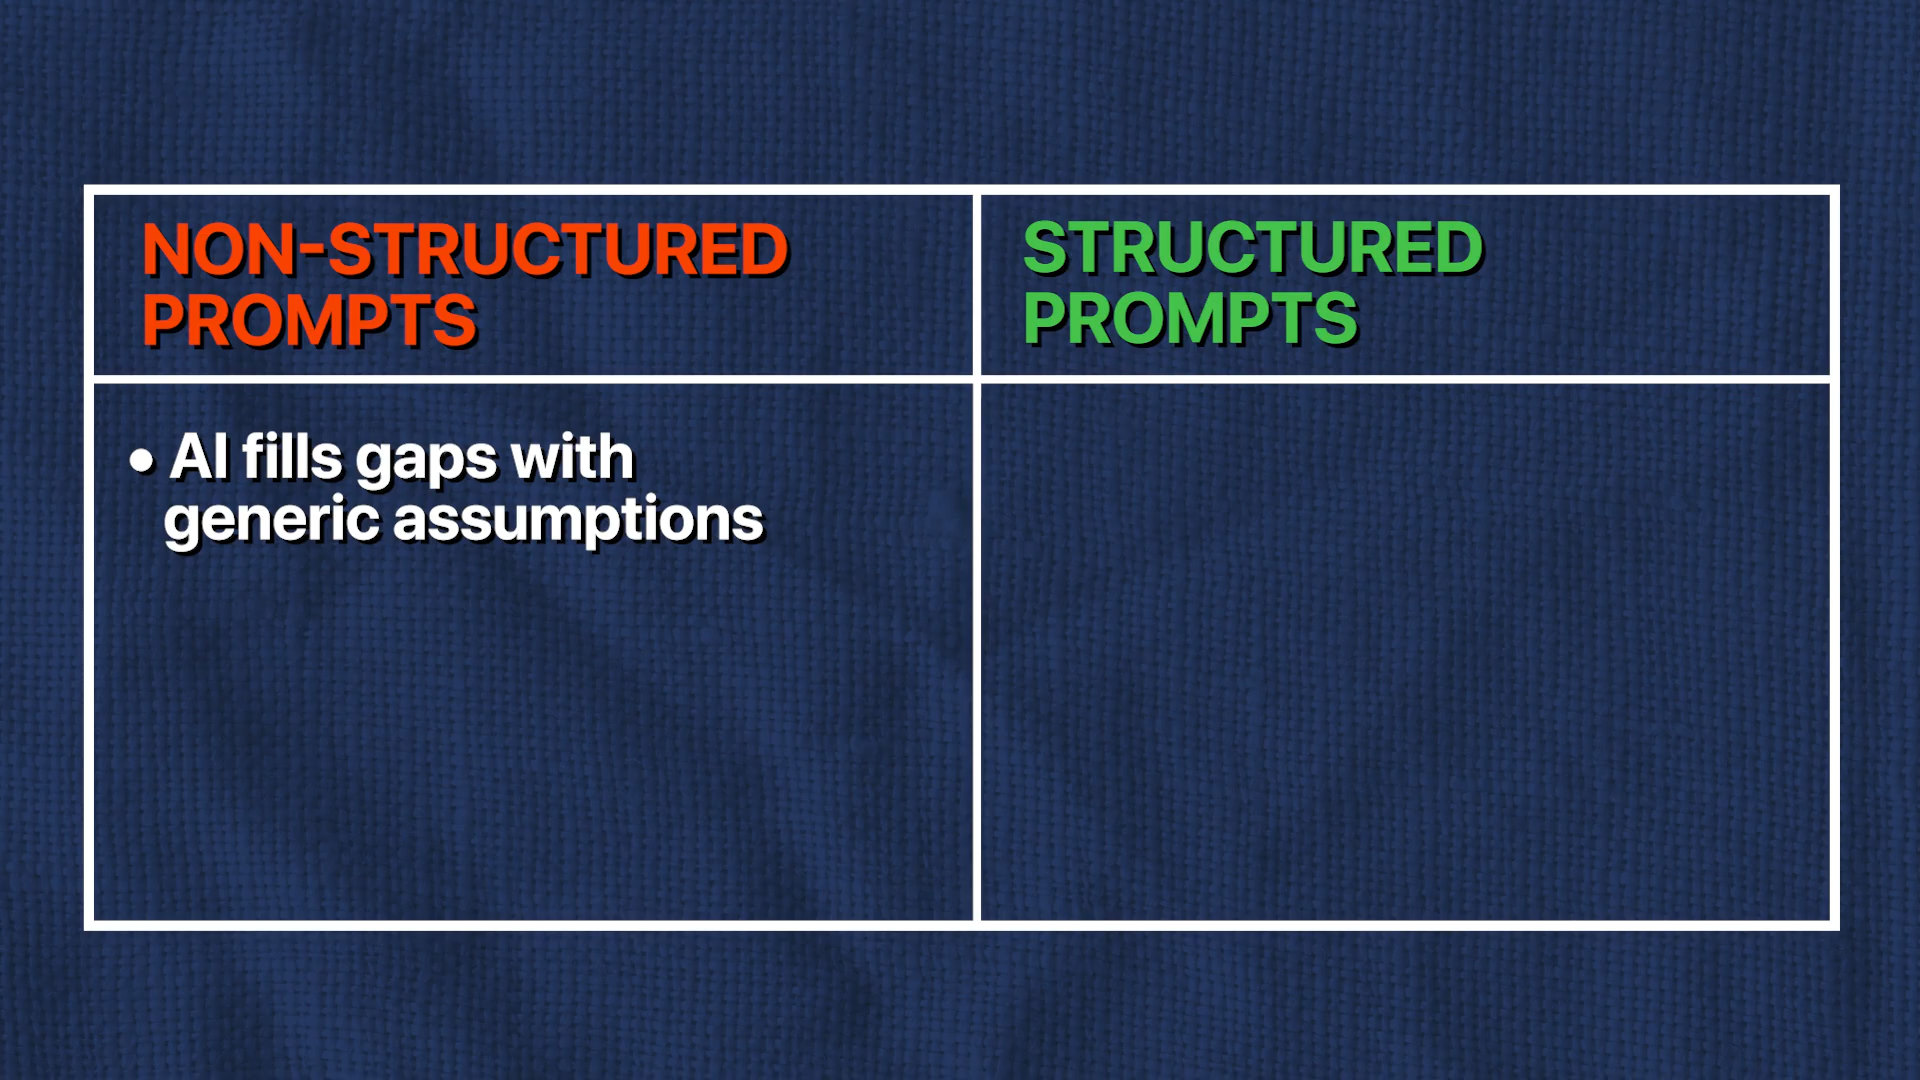 NON-STRUCTURED
PROMPTS
STRUCTURED
PROMPTS
• AI fills gaps with
generic assumptions